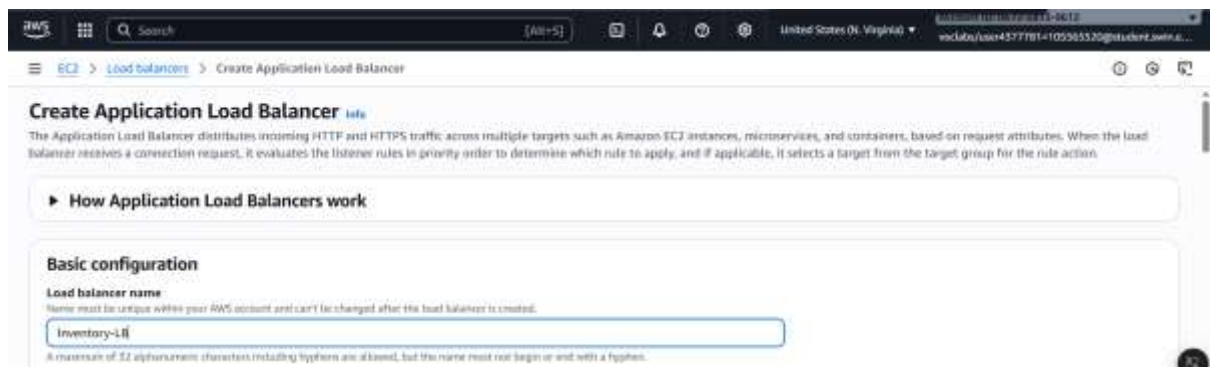 aws
Search
[Alt+S]
United States (N. Virginia)
EC2 > Load balancers > Create Application Load Balancer
Create Application Load Balancer Info
The Application Load Balancer distributes incoming HTTP and HTTPS traffic across multiple targets such as Amazon EC2 instances, microservices, and containers, based on request attributes. When the load
balancer receives a connection request, it evaluates the listener rules in priority order to determine which rule to apply, and if applicable, it selects a target from the target group for the rule action.
How Application Load Balancers work
Basic configuration
Load balancer name
Name must be unique within your AWS account and can't be changed after the load balancer is created.
Inventory-LB
A maximum of 32 alphanumeric characters including hyphens are allowed, but the name must not begin or end with a hyphen.